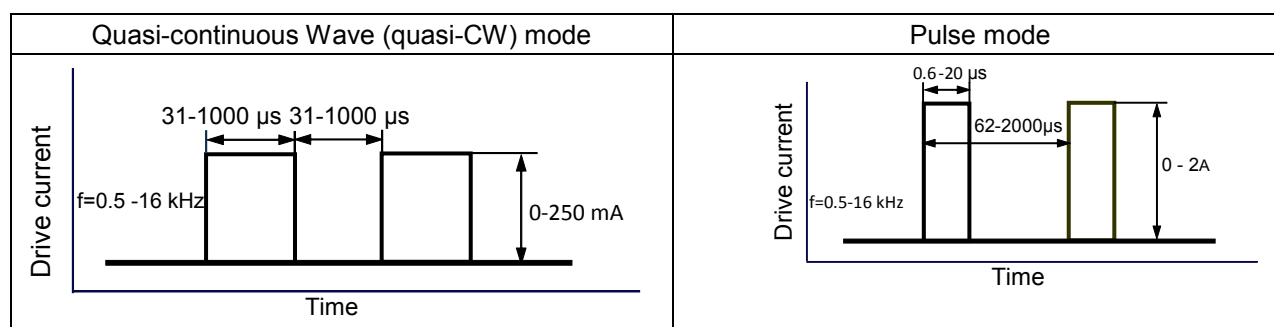 Quasi-continuous Wave (quasi-CW) mode
31-1000 µs 31-1000 µs
f=0.5 -16 kHz
0-250 mA
Drive current
Time
Pulse mode
0.6-20 µs
62-2000µs
0 - 2A
f=0.5-16 kHz
Drive current
Time